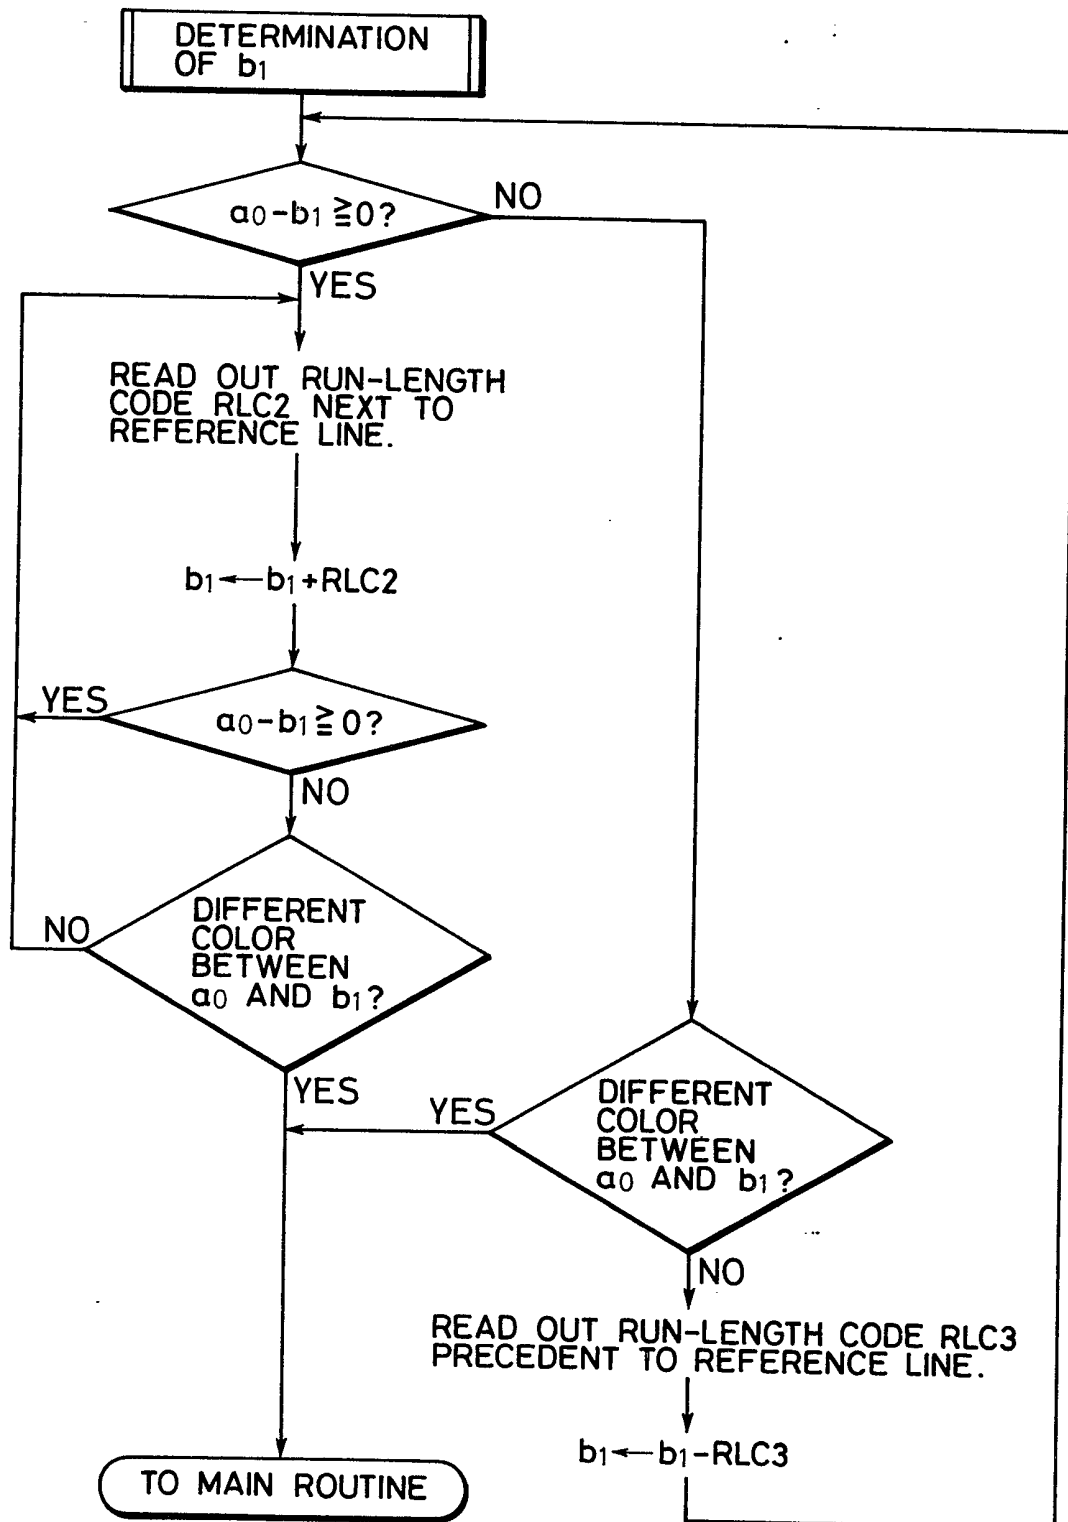 DETERMINATION
OF b1
a0-b1≧0?
NO
YES
READ OUT RUN-LENGTH
CODE RLC2 NEXT TO
REFERENCE LINE.
b1←b1+RLC2
YES
a0-b1≧0?
NO
DIFFERENT
COLOR
BETWEEN
a0 AND b1?
NO
YES
YES
DIFFERENT
COLOR
BETWEEN
a0 AND b1?
NO
READ OUT RUN-LENGTH CODE RLC3
PRECEDENT TO REFERENCE LINE.
b1←b1-RLC3
TO MAIN ROUTINE